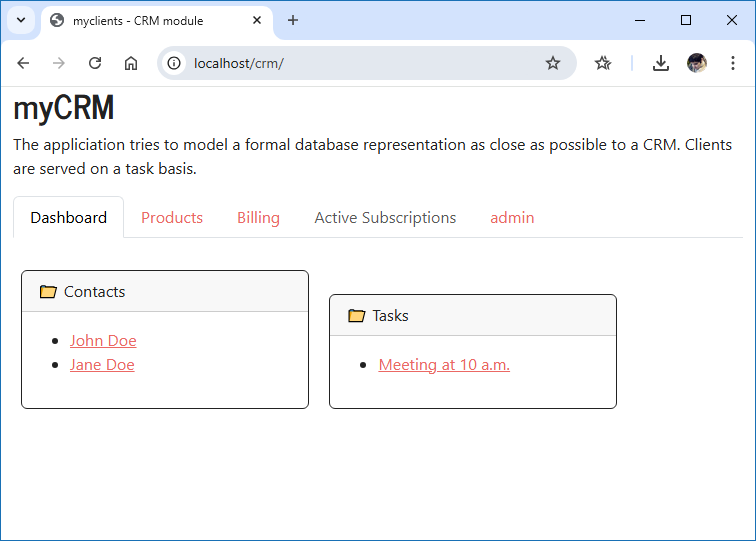 myclients - CRM module
localhost/crm/
myCRM
The appliciation tries to model a formal database representation as close as possible to a CRM. Clients
are served on a task basis.
Dashboard Products Billing Active Subscriptions admin
Contacts
John Doe
Jane Doe
Tasks
Meeting at 10 a.m.